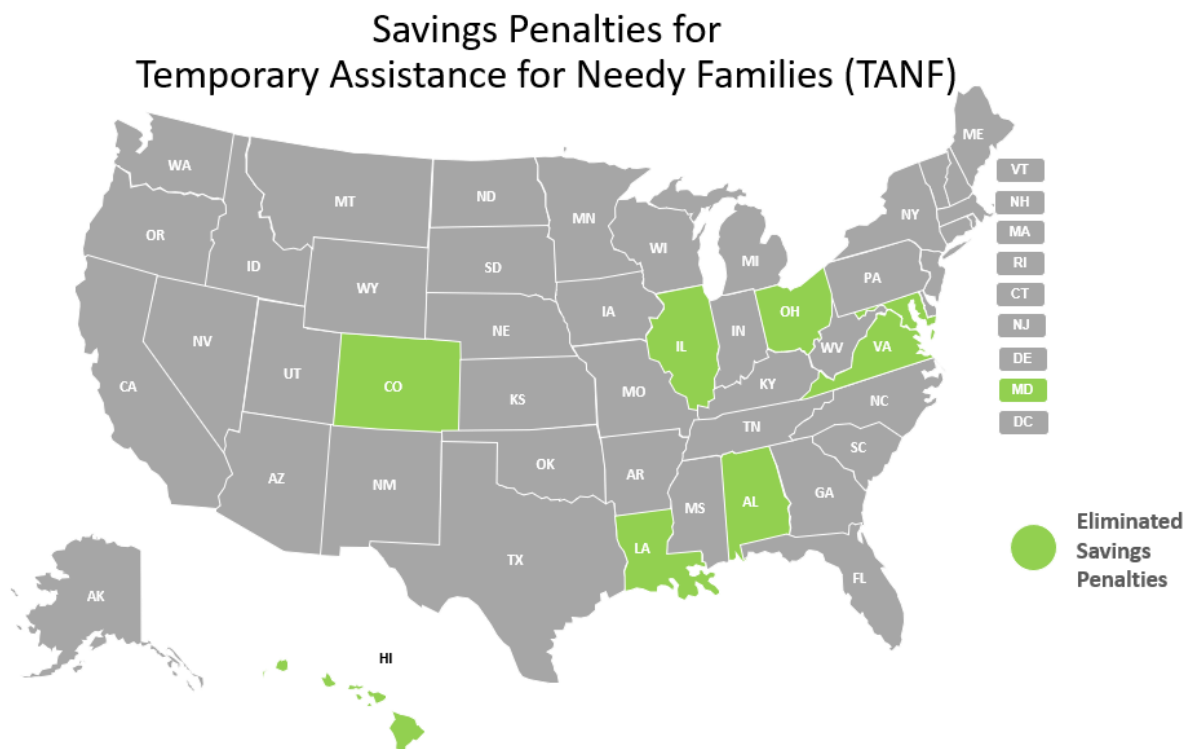 Savings Penalties for
Temporary Assistance for Needy Families (TANF)
ME
WA
VT
MT
ND
NH
MN
NY
OR
MA
WI
ID
SD
MI
RI
PA
WY
CT
IA
OH
NE
IN
NJ
NV
IL
WV
VA
DE
UT
CO
CA
KY
MD
MO
KS
NC
DC
TN
SC
OK
AR
AZ
NM
GA
MS
AL
Eliminated
Savings
Penalties
LA
TX
FL
AK
HI